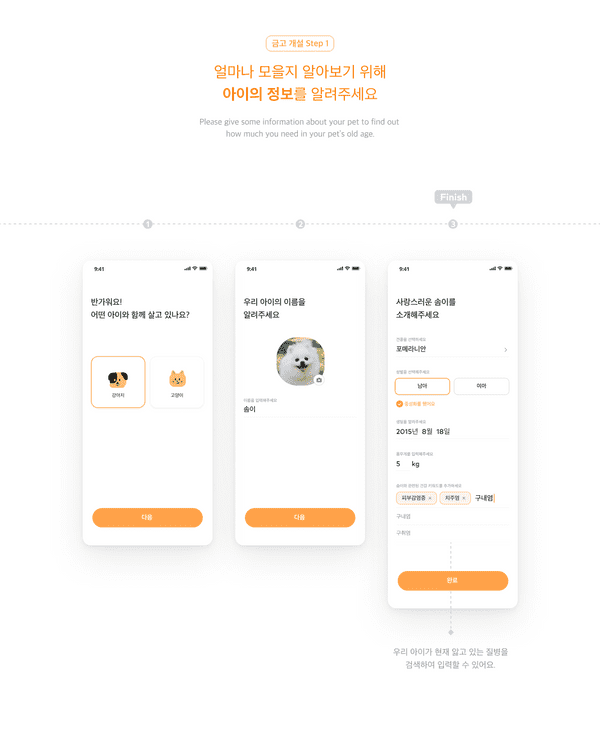 금고 개설 Step 1
얼마나 모을지 알아보기 위해
아이의 정보를 알려주세요
Please give some information about your pet to find out
how much you need in your pet's old age.
Finish
1
2
3
9:41
반가워요!
어떤 아이와 함께 살고 있나요?
강아지
고양이
다음
9:41
우리 아이의 이름을
알려주세요
이름을 입력해주세요
송이
다음
9:41
사랑스러운 송이를
소개해주세요
견종을 선택해주세요
포메라니안
성별을 선택해주세요
남아
여아
중성화를 했어요
생일을 알려주세요
2015년 8월 18일
몸무게를 입력해주세요
5 kg
송이와 관련된 건강 키워드를 추가하세요
피부감염증 ×
치주염 ×
구내염
구내염
구회염
완료
우리 아이가 현재 앓고 있는 질병을
검색하여 입력할 수 있어요.